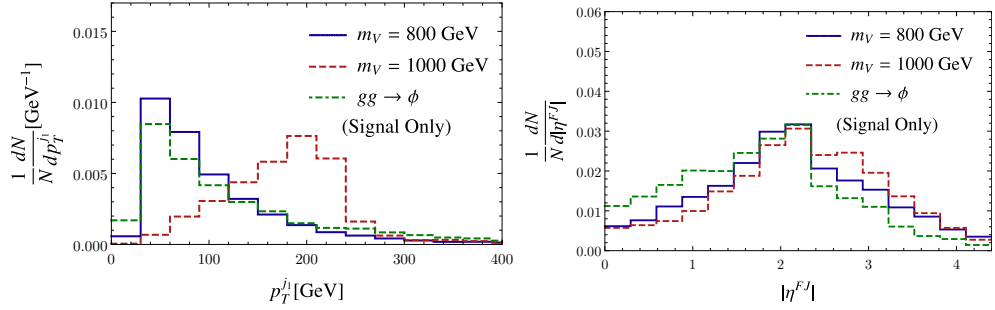 0.015
0.010
0.005
0.000
1/N dN/dp_T^{j_1} [GeV⁻¹]
m_V = 800 GeV
m_V = 1000 GeV
gg → ϕ
(Signal Only)
0 100 200 300 400
p_T^{j_1}[GeV]
0.06
0.05
0.04
0.03
0.02
0.01
0.00
1/N dN/d|η^{FJ}|
m_V = 800 GeV
m_V = 1000 GeV
gg → ϕ
(Signal Only)
0 1 2 3 4
|η^{FJ}|